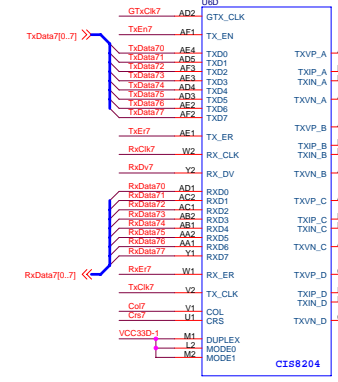 U6D
GTxClk7 AD2 GTX_CLK
TxEn7 AF1 TX_EN
TxData7[0..7]
TxData70 AE4 TXD0 TXVP_A
TxData71 AD5 TXD1
TxData72 AF3 TXD2 TXIP_A
TxData73 AE3 TXD3 TXIN_A
TxData74 AD4 TXD4
TxData75 AD3 TXD5 TXVN_A
TxData76 AE2 TXD6
TxData77 AF2 TXD7
TXVP_B
TxEr7 AE1 TX_ER
TXIP_B
RxClk7 W2 RX_CLK TXIN_B
RxDv7 Y2 RX_DV TXVN_B
RxData70 AD1 RXD0
RxData71 AC2 RXD1 TXVP_C
RxData72 AC1 RXD2
RxData73 AB2 RXD3 TXIP_C
RxData74 AB1 RXD4 TXIN_C
RxData75 AA2 RXD5
RxData76 AA1 RXD6 TXVN_C
RxData77 Y1 RXD7
RxData7[0..7]
RxEr7 W1 RX_ER TXVP_D
TxClk7 V2 TX_CLK TXIP_D
TXIN_D
Col7 V1 COL
Crs7 U1 CRS TXVN_D
VCC33D-1 M1 DUPLEX
L2 MODE0
M2 MODE1
CIS8204